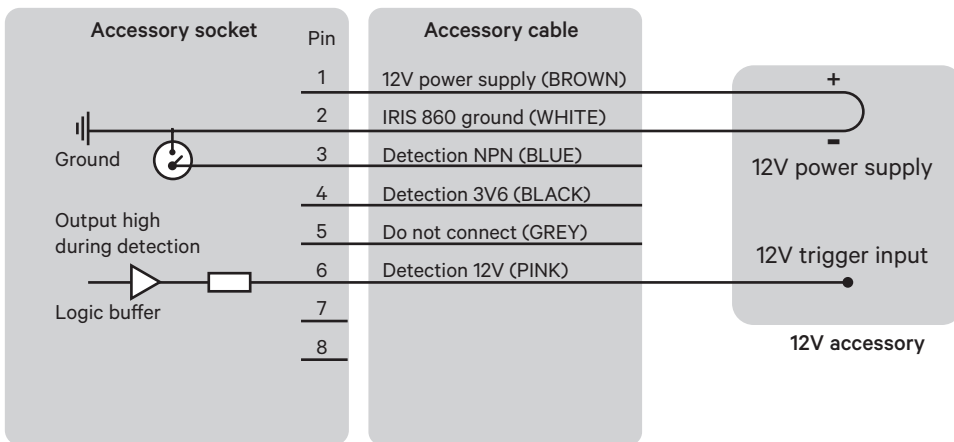 Accessory socket
Pin
Accessory cable
1
12V power supply (BROWN)
+
2
IRIS 860 ground (WHITE)
-
Ground
3
Detection NPN (BLUE)
12V power supply
4
Detection 3V6 (BLACK)
Output high
during detection
5
Do not connect (GREY)
12V trigger input
6
Detection 12V (PINK)
Logic buffer
7
8
12V accessory